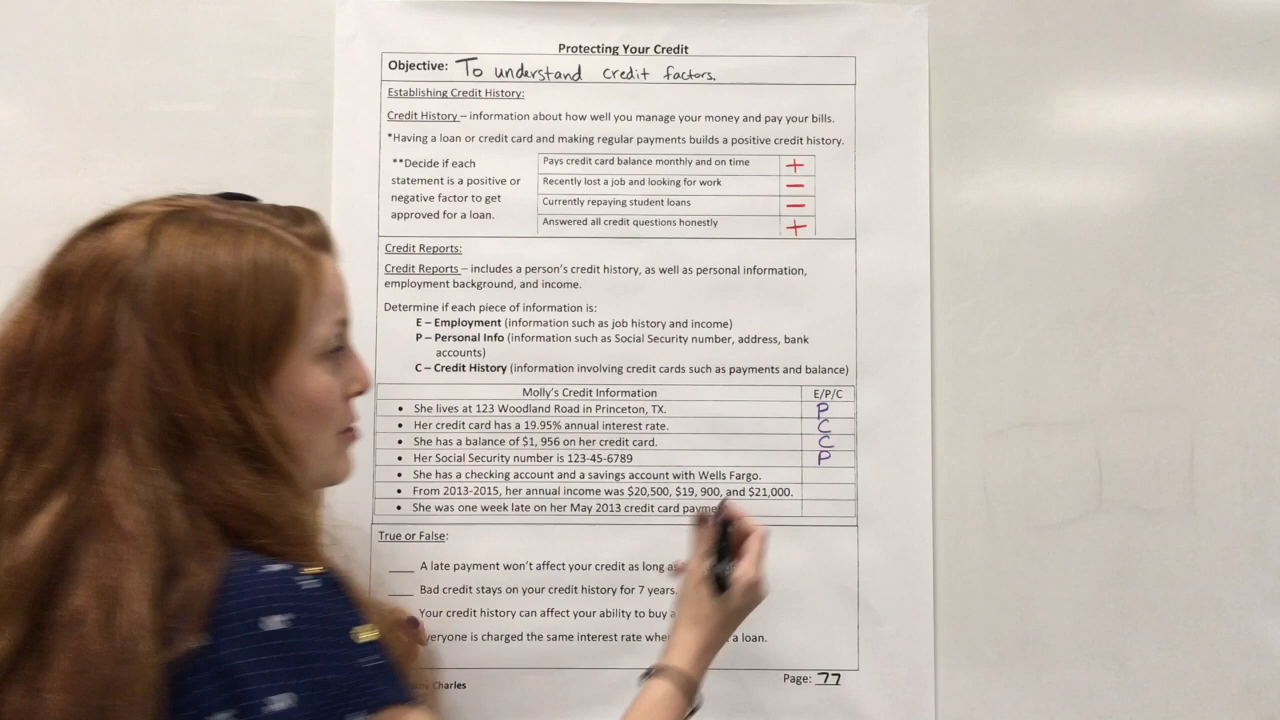 Protecting Your Credit
Objective: To understand credit factors.
Establishing Credit History:
Credit History – information about how well you manage your money and pay your bills.
*Having a loan or credit card and making regular payments builds a positive credit history.
**Decide if each
statement is a positive or
negative factor to get
approved for a loan.
Pays credit card balance monthly and on time +
Recently lost a job and looking for work −
Currently repaying student loans −
Answered all credit questions honestly +
Credit Reports:
Credit Reports – includes a person's credit history, as well as personal information,
employment background, and income.
Determine if each piece of information is:
E – Employment (information such as job history and income)
P – Personal Info (information such as Social Security number, address, bank
accounts)
C – Credit History (information involving credit cards such as payments and balance)
Molly's Credit Information E/P/C
• She lives at 123 Woodland Road in Princeton, TX. P
• Her credit card has a 19.95% annual interest rate. C
• She has a balance of $1, 956 on her credit card. C
• Her Social Security number is 123-45-6789 P
• She has a checking account and a savings account with Wells Fargo.
• From 2013-2015, her annual income was $20,500, $19, 900, and $21,000.
• She was one week late on her May 2013 credit card
True or False:
___ A late payment won't affect your credit as long
___ Bad credit stays on your credit history for 7 years.
Your credit history can affect your ability to buy
charged the same interest rate a loan.
Charles
Page: 77